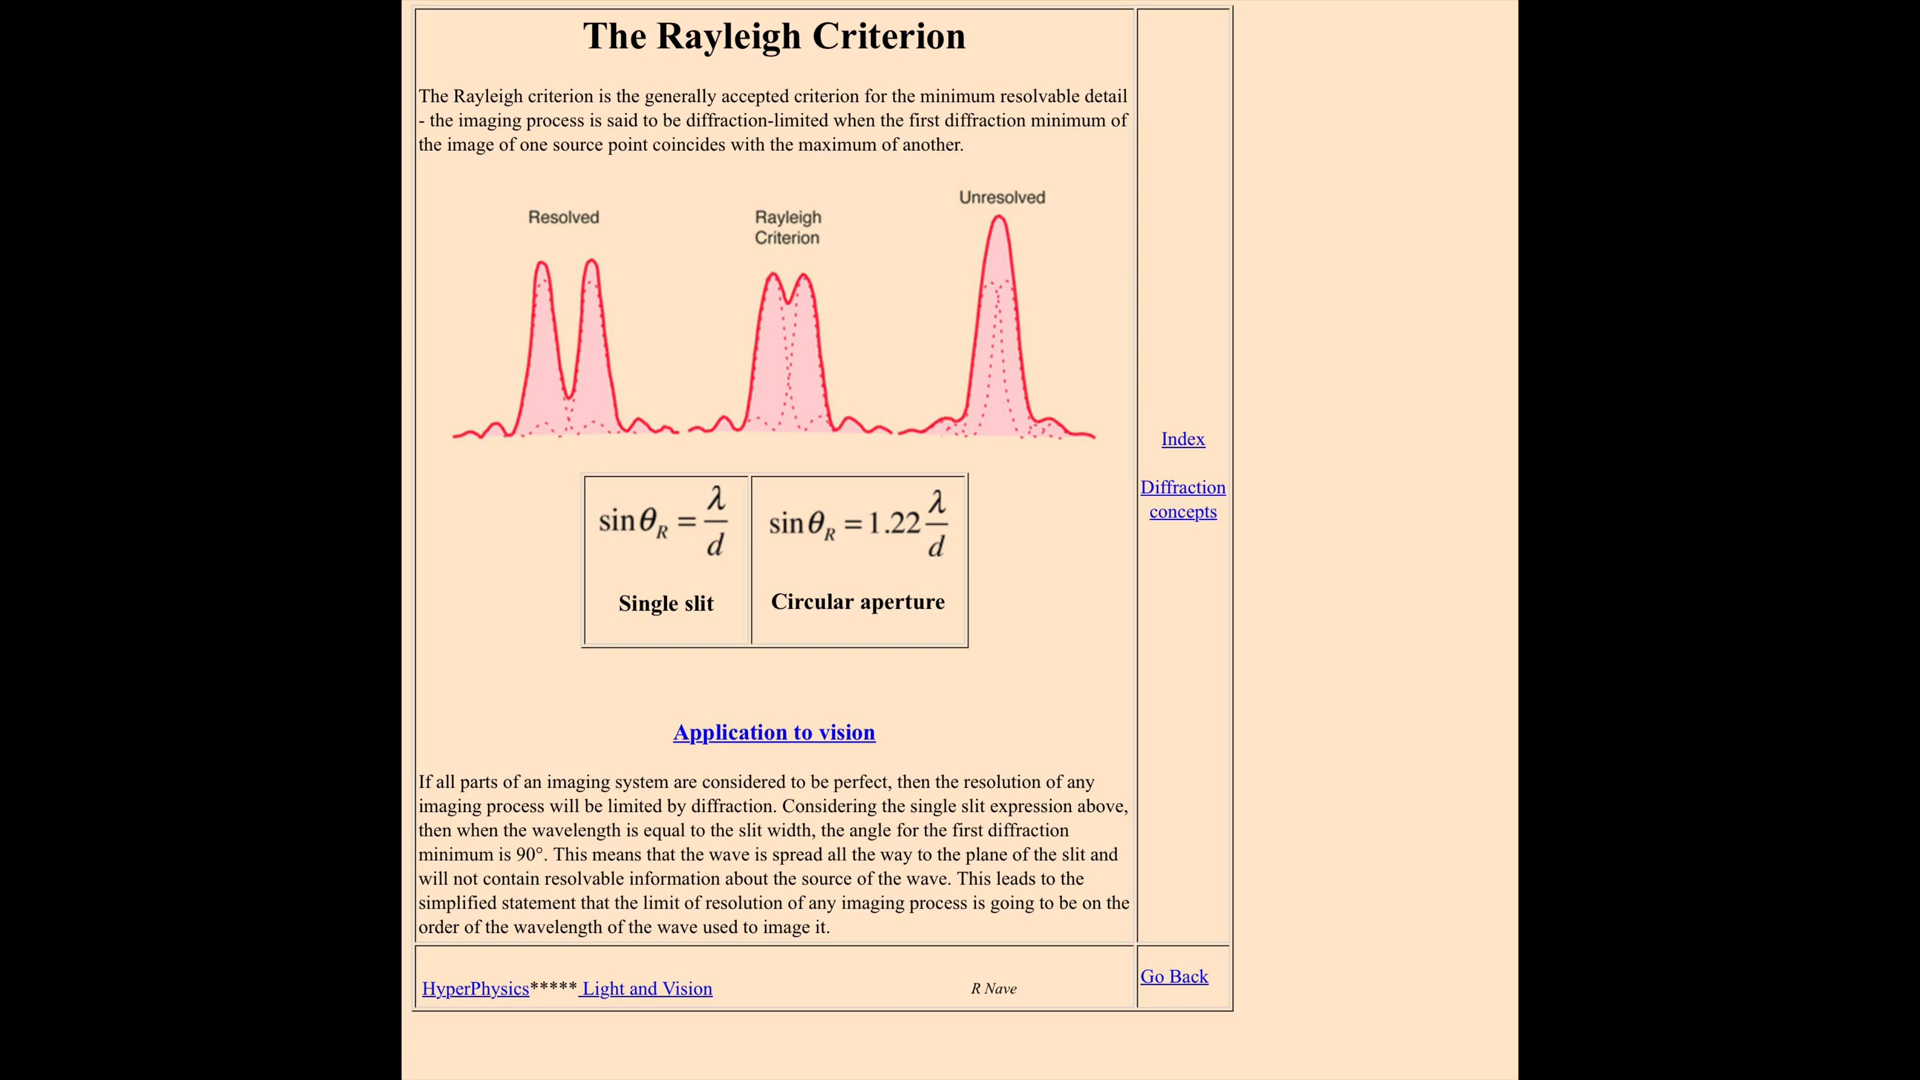 The Rayleigh Criterion
The Rayleigh criterion is the generally accepted criterion for the minimum resolvable detail
- the imaging process is said to be diffraction-limited when the first diffraction minimum of
the image of one source point coincides with the maximum of another.
Resolved
Rayleigh
Criterion
Unresolved
sinθ_R = λ/d
Single slit
sinθ_R = 1.22 λ/d
Circular aperture
Application to vision
If all parts of an imaging system are considered to be perfect, then the resolution of any
imaging process will be limited by diffraction. Considering the single slit expression above,
then when the wavelength is equal to the slit width, the angle for the first diffraction
minimum is 90°. This means that the wave is spread all the way to the plane of the slit and
will not contain resolvable information about the source of the wave. This leads to the
simplified statement that the limit of resolution of any imaging process is going to be on the
order of the wavelength of the wave used to image it.
Index
Diffraction
concepts
HyperPhysics***** Light and Vision
R Nave
Go Back